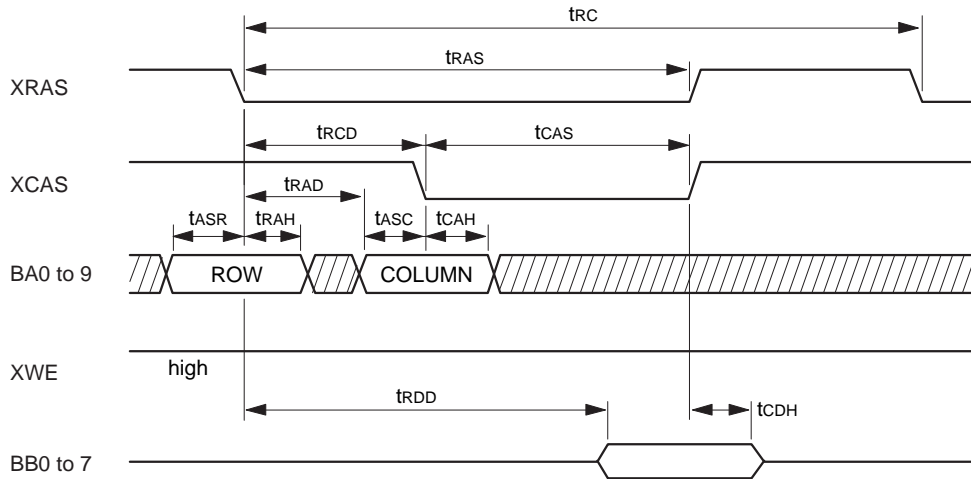 tRC
tRAS
XRAS
tRCD tCAS
XCAS
tRAD
tASR tRAH tASC tCAH
BA0 to 9 ROW COLUMN
XWE high
tRDD tCDH
BB0 to 7